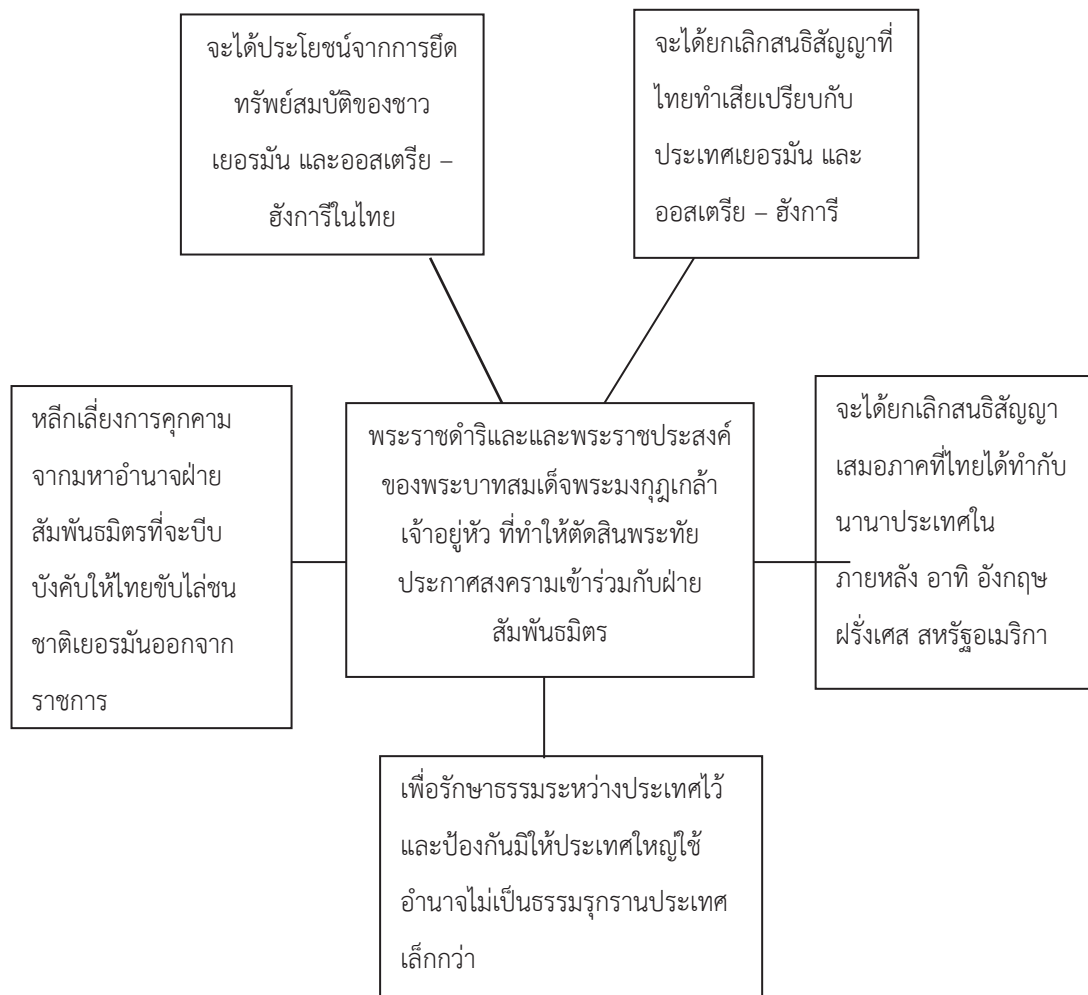 จะได้ประโยชน์จากการยึด
ทรัพย์สมบัติของชาว
เยอรมัน และออสเตรีย –
ฮังการีในไทย
จะได้ยกเลิกสนธิสัญญาที่
ไทยทำเสียเปรียบกับ
ประเทศเยอรมัน และ
ออสเตรีย – ฮังการี
หลีกเลี่ยงการคุกคาม
จากมหาอำนาจฝ่าย
สัมพันธมิตรที่จะบีบ
บังคับให้ไทยขับไล่ชน
ชาติเยอรมันออกจาก
ราชการ
พระราชดำริและและพระราชประสงค์
ของพระบาทสมเด็จพระมงกุฎเกล้า
เจ้าอยู่หัว ที่ทำให้ตัดสินพระทัย
ประกาศสงครามเข้าร่วมกับฝ่าย
สัมพันธมิตร
จะได้ยกเลิกสนธิสัญญา
เสมอภาคที่ไทยได้ทำกับ
นานาประเทศใน
ภายหลัง อาทิ อังกฤษ
ฝรั่งเศส สหรัฐอเมริกา
เพื่อรักษาธรรมระหว่างประเทศไว้
และป้องกันมิให้ประเทศใหญ่ใช้
อำนาจไม่เป็นธรรมรุกรานประเทศ
เล็กกว่า